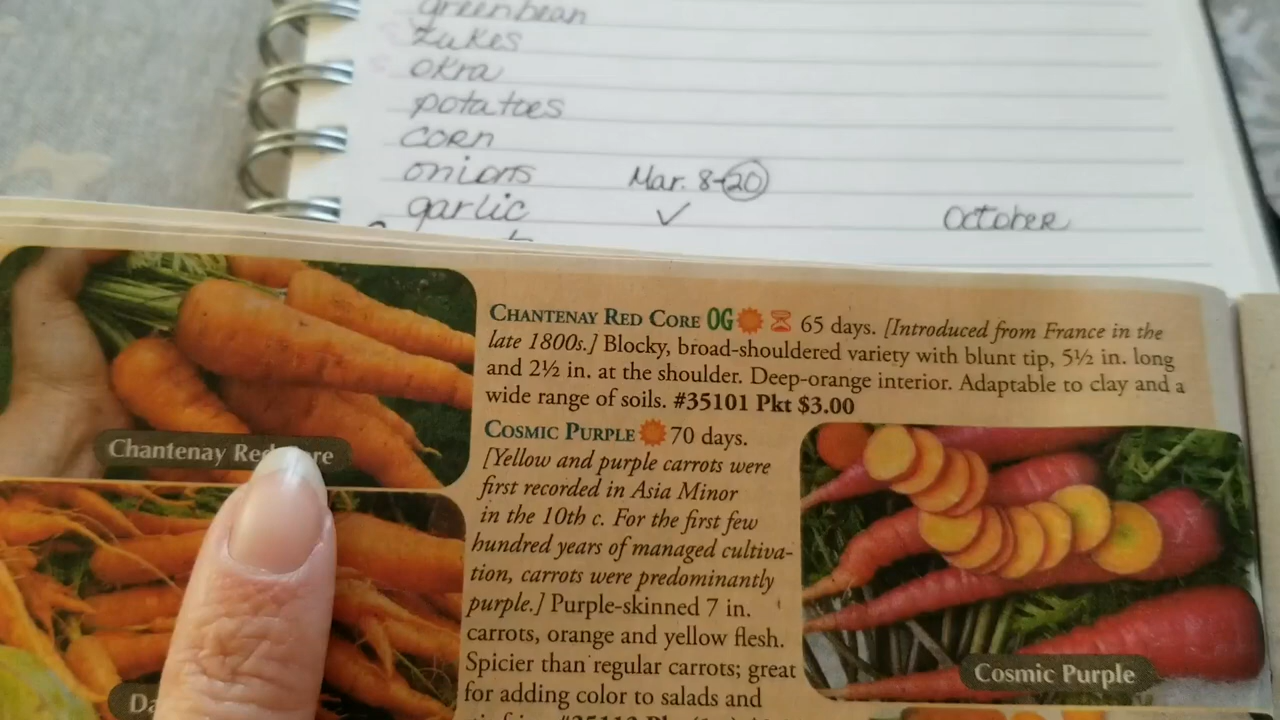 greenbean
zukes
okra
potatoes
corn
onions Mar. 8-20
garlic ✓ October
CHANTENAY RED CORE OG 65 days. [Introduced from France in the
late 1800s.] Blocky, broad-shouldered variety with blunt tip, 5½ in. long
and 2½ in. at the shoulder. Deep-orange interior. Adaptable to clay and a
wide range of soils. #35101 Pkt $3.00
Chantenay Red ore
COSMIC PURPLE 70 days.
[Yellow and purple carrots were
first recorded in Asia Minor
in the 10th c. For the first few
hundred years of managed cultiva-
tion, carrots were predominantly
purple.] Purple-skinned 7 in.
carrots, orange and yellow flesh.
Spicier than regular carrots; great
for adding color to salads and
Cosmic Purple
Da